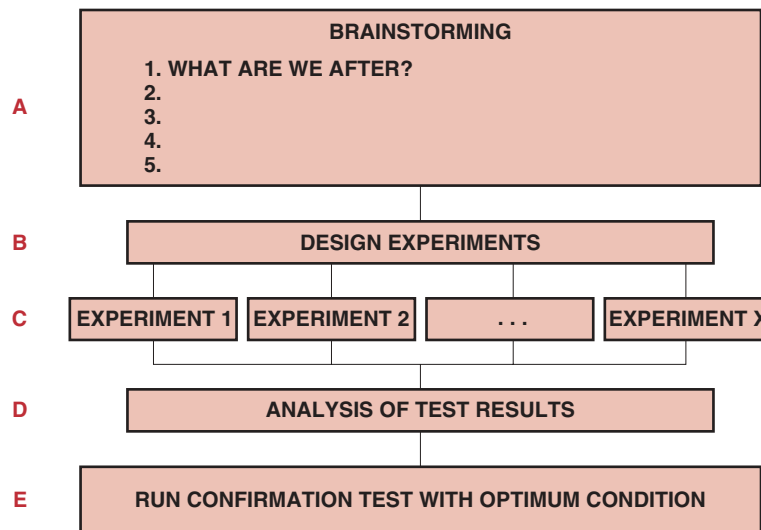 BRAINSTORMING
1. WHAT ARE WE AFTER?
A
2.
3.
4.
5.
B
DESIGN EXPERIMENTS
C
EXPERIMENT 1
EXPERIMENT 2
. . .
EXPERIMENT X
D
ANALYSIS OF TEST RESULTS
E
RUN CONFIRMATION TEST WITH OPTIMUM CONDITION